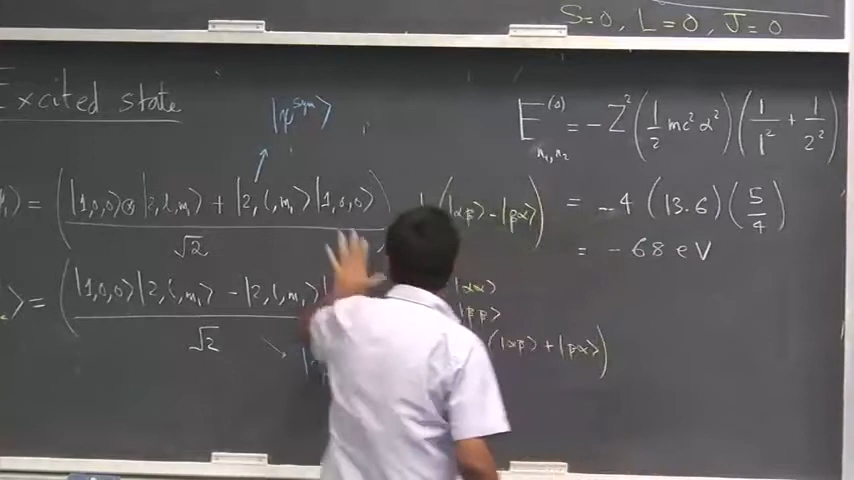 S=0, L=0, J=0
Excited state
|ψ^sym⟩
E^(0)_{n₁,n₂} = -Z² (1/2 mc²α²)(1/1² + 1/2²)
⟩ = (|1,0,0⟩⊗|2,l,m_l⟩ + |2,l,m_l⟩|1,0,0⟩)/√2 (|αβ⟩-|βα⟩)
= -4 (13.6)(5/4)
= -68 eV
⟩ = (|1,0,0⟩|2,l,m_l⟩ - |2,l,m_l⟩|/√2
|αα⟩
|ββ⟩
(|αβ⟩+|βα⟩)